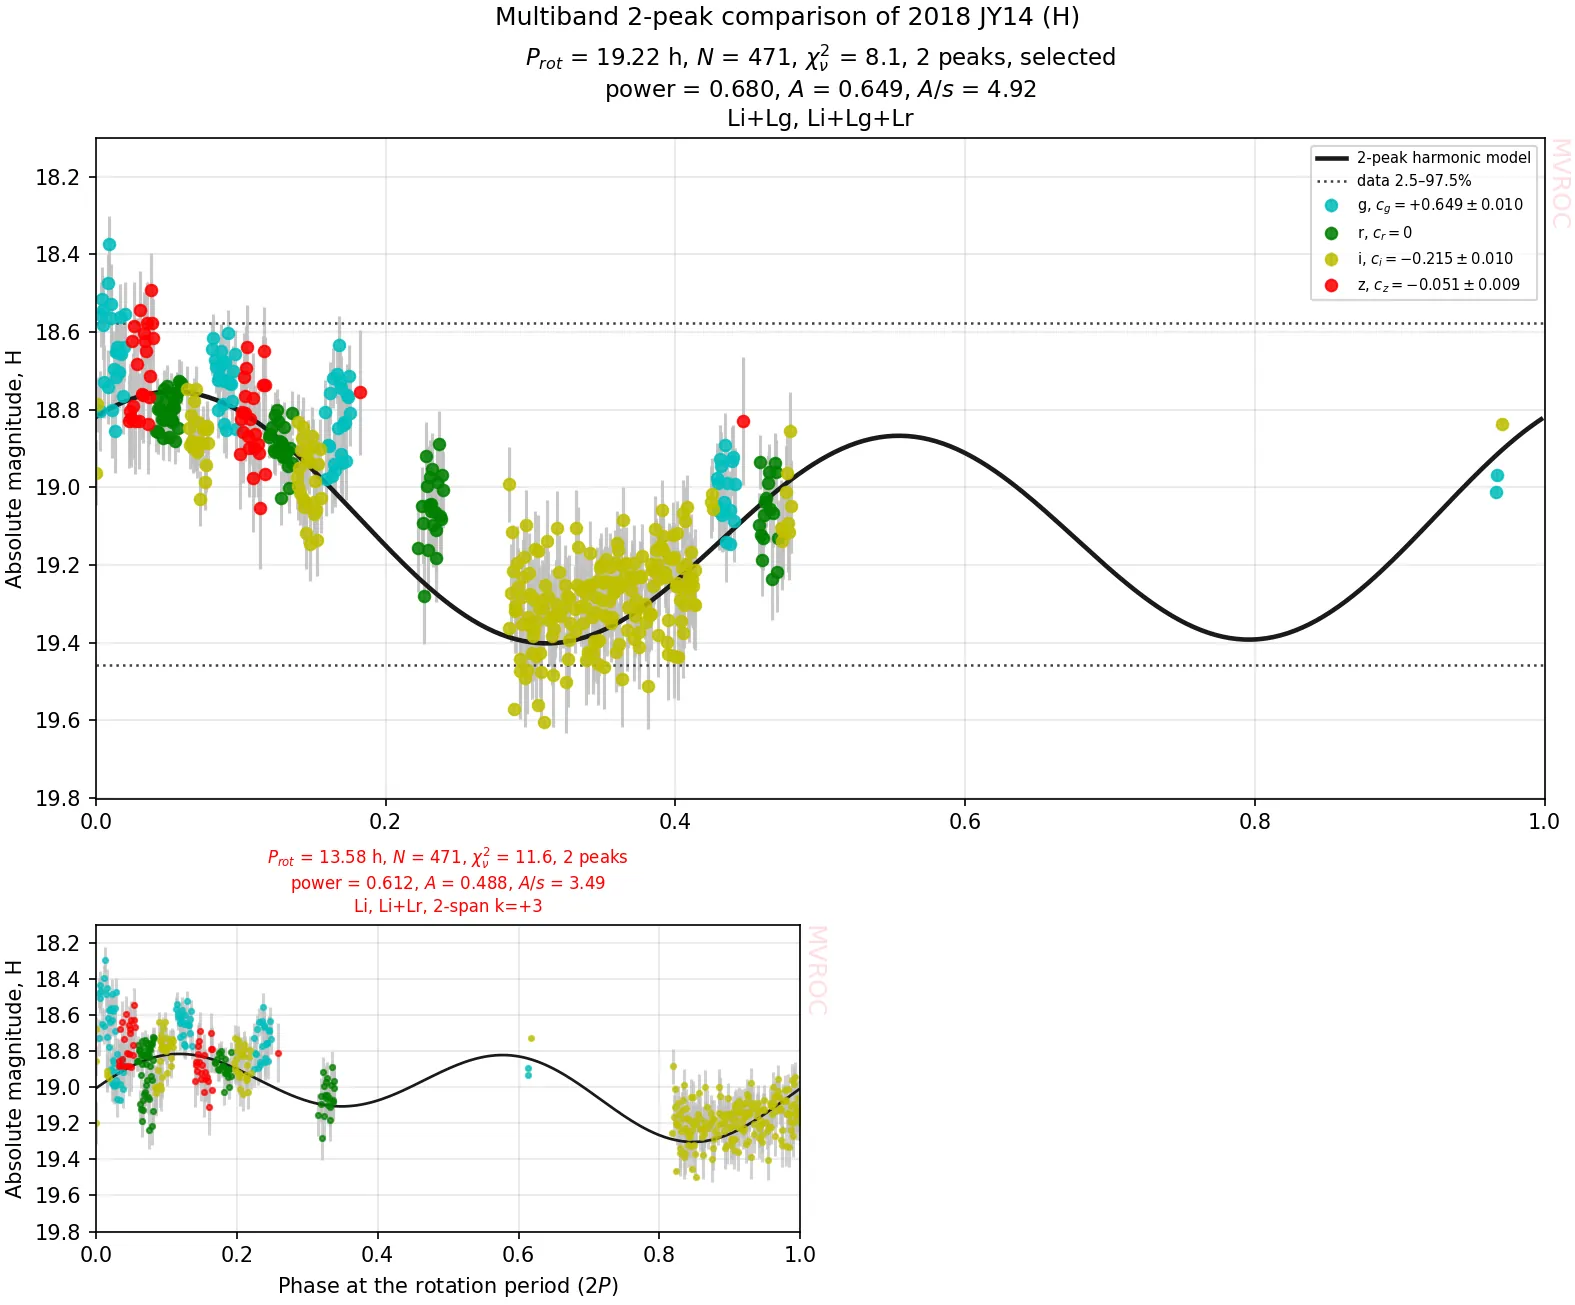 Multiband 2-peak comparison of 2018 JY14 (H)
P_rot = 19.22 h, N = 471, χ²_ν = 8.1, 2 peaks, selected
power = 0.680, A = 0.649, A/s = 4.92
Li+Lg, Li+Lg+Lr
2-peak harmonic model
data 2.5–97.5%
g, c_g = +0.649 ± 0.010
r, c_r = 0
i, c_i = −0.215 ± 0.010
z, c_z = −0.051 ± 0.009
MVROC
Absolute magnitude, H
18.2
18.4
18.6
18.8
19.0
19.2
19.4
19.6
19.8
0.0 0.2 0.4 0.6 0.8 1.0
P_rot = 13.58 h, N = 471, χ²_ν = 11.6, 2 peaks
power = 0.612, A = 0.488, A/s = 3.49
Li, Li+Lr, 2-span k=+3
MVROC
Absolute magnitude, H
18.2
18.4
18.6
18.8
19.0
19.2
19.4
19.6
19.8
0.0 0.2 0.4 0.6 0.8 1.0
Phase at the rotation period (2P)